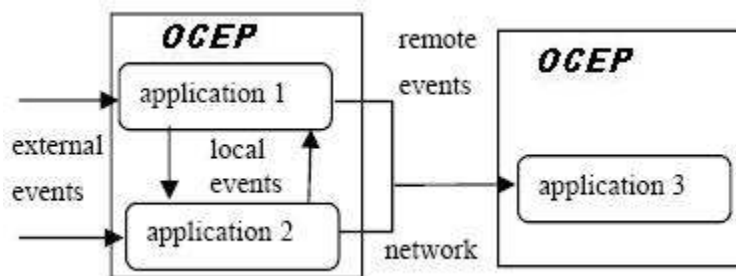 OCEP
application 1
external
events
local
events
application 2
remote
events
network
OCEP
application 3